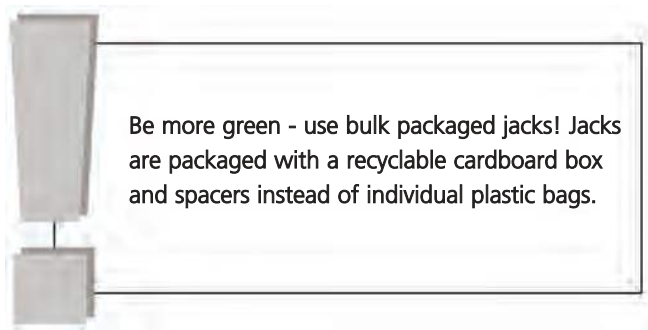 Be more green - use bulk packaged jacks! Jacks
are packaged with a recyclable cardboard box
and spacers instead of individual plastic bags.